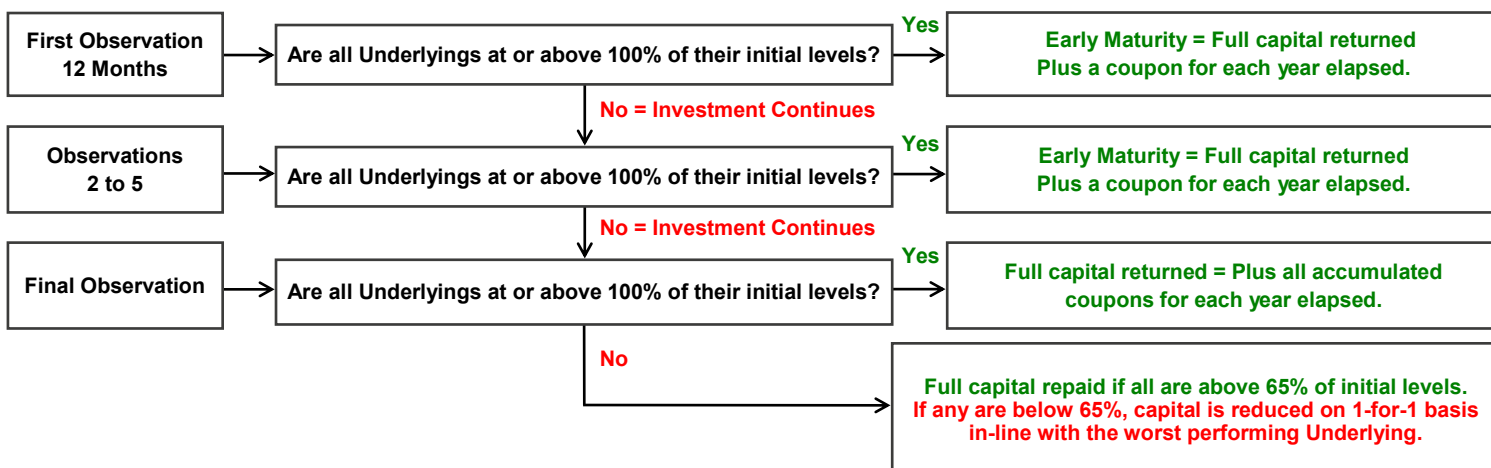 First Observation
12 Months
Are all Underlyings at or above 100% of their initial levels?
Yes
Early Maturity = Full capital returned
Plus a coupon for each year elapsed.
No = Investment Continues
Observations
2 to 5
Are all Underlyings at or above 100% of their initial levels?
Yes
Early Maturity = Full capital returned
Plus a coupon for each year elapsed.
No = Investment Continues
Final Observation
Are all Underlyings at or above 100% of their initial levels?
Yes
Full capital returned = Plus all accumulated
coupons for each year elapsed.
No
Full capital repaid if all are above 65% of initial levels.
If any are below 65%, capital is reduced on 1-for-1 basis
in-line with the worst performing Underlying.